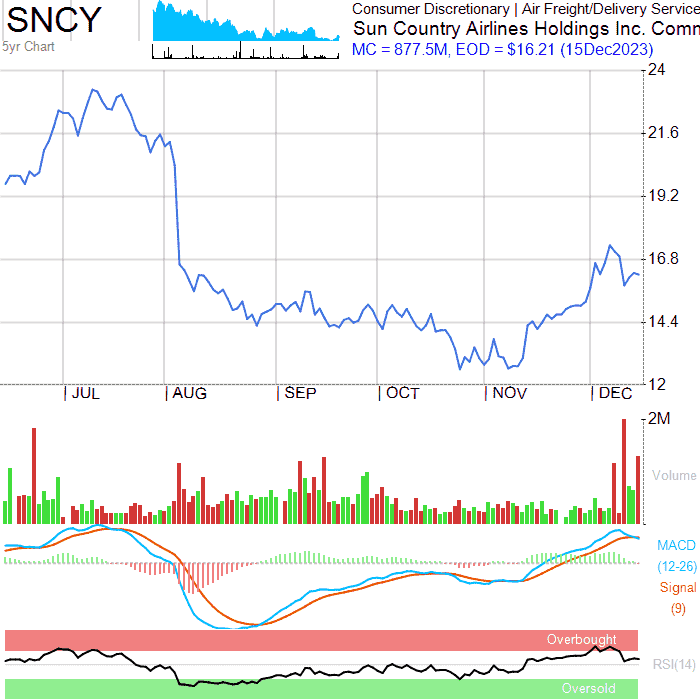 SNCY
5yr Chart
Consumer Discretionary | Air Freight/Delivery Service
Sun Country Airlines Holdings Inc. Comm
MC = 877.5M, EOD = $16.21 (15Dec2023)
24
21.6
19.2
16.8
14.4
12
JUL
AUG
SEP
OCT
NOV
DEC
2M
Volume
MACD
(12-26)
Signal
(9)
Overbought
RSI(14)
Oversold